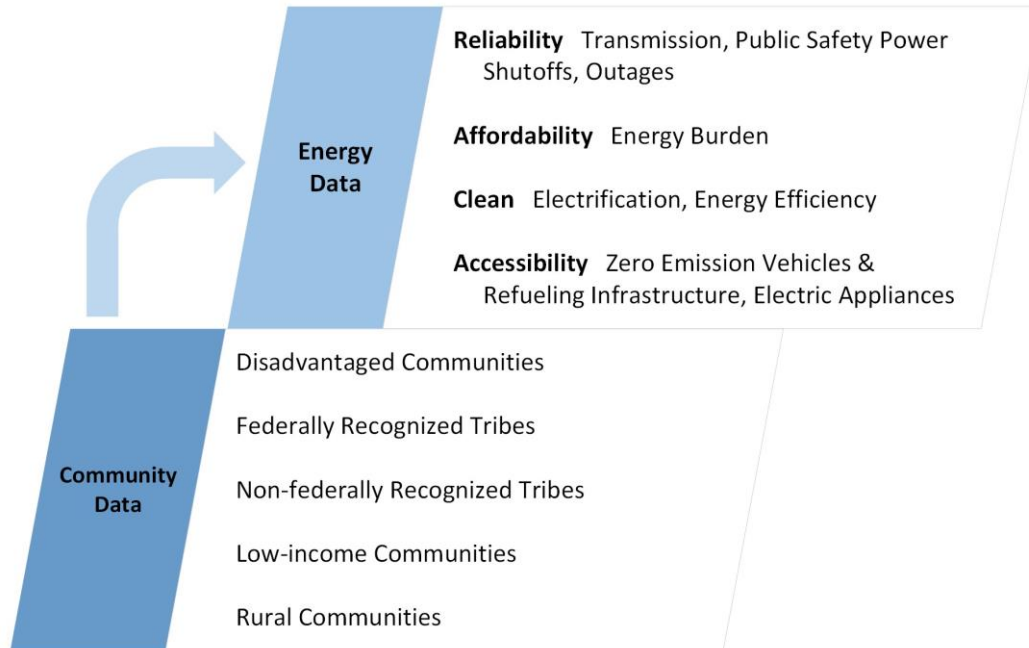 Energy
Data
Reliability Transmission, Public Safety Power
Shutoffs, Outages
Affordability Energy Burden
Clean Electrification, Energy Efficiency
Accessibility Zero Emission Vehicles &
Refueling Infrastructure, Electric Appliances
Community
Data
Disadvantaged Communities
Federally Recognized Tribes
Non-federally Recognized Tribes
Low-income Communities
Rural Communities